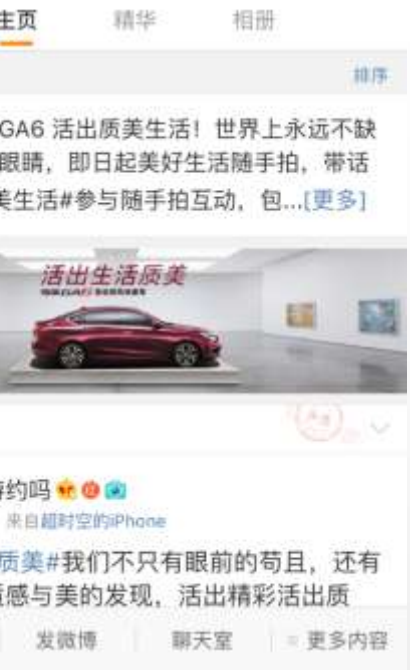 主页 精华 相册
排序
GA6 活出质美生活！世界上永远不缺
眼睛，即日起美好生活随手拍，带话
美生活#参与随手拍互动，包...[更多]
活出生活质美
约吗
来自超时空的iPhone
质美#我们不只有眼前的苟且，还有
感与美的发现，活出精彩活出质
发微博 聊天室 更多内容